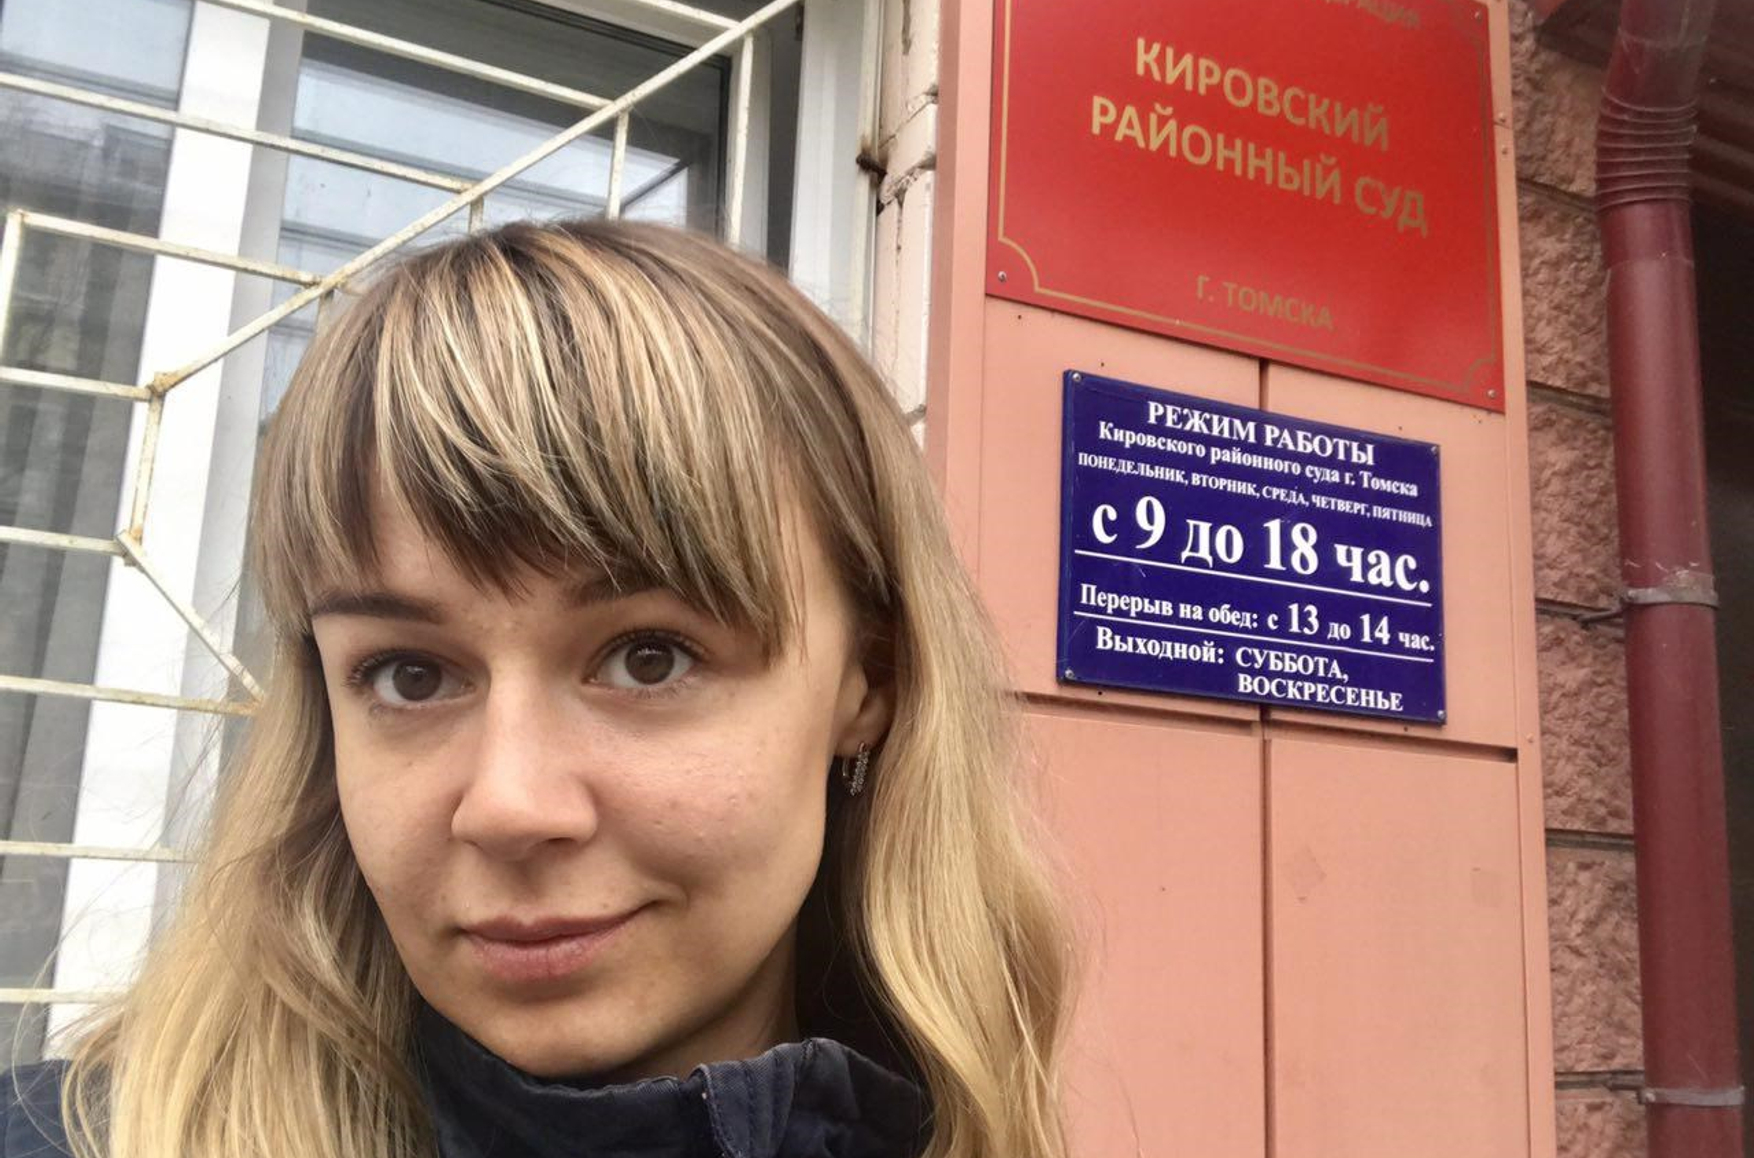 КИРОВСКИЙ
РАЙОННЫЙ СУД
Г. ТОМСКА
РЕЖИМ РАБОТЫ
Кировского районного суда г. Томска
ПОНЕДЕЛЬНИК, ВТОРНИК, СРЕДА, ЧЕТВЕРГ, ПЯТНИЦА
с 9 до 18 час.
Перерыв на обед: с 13 до 14 час.
Выходной: СУББОТА,
ВОСКРЕСЕНЬЕ